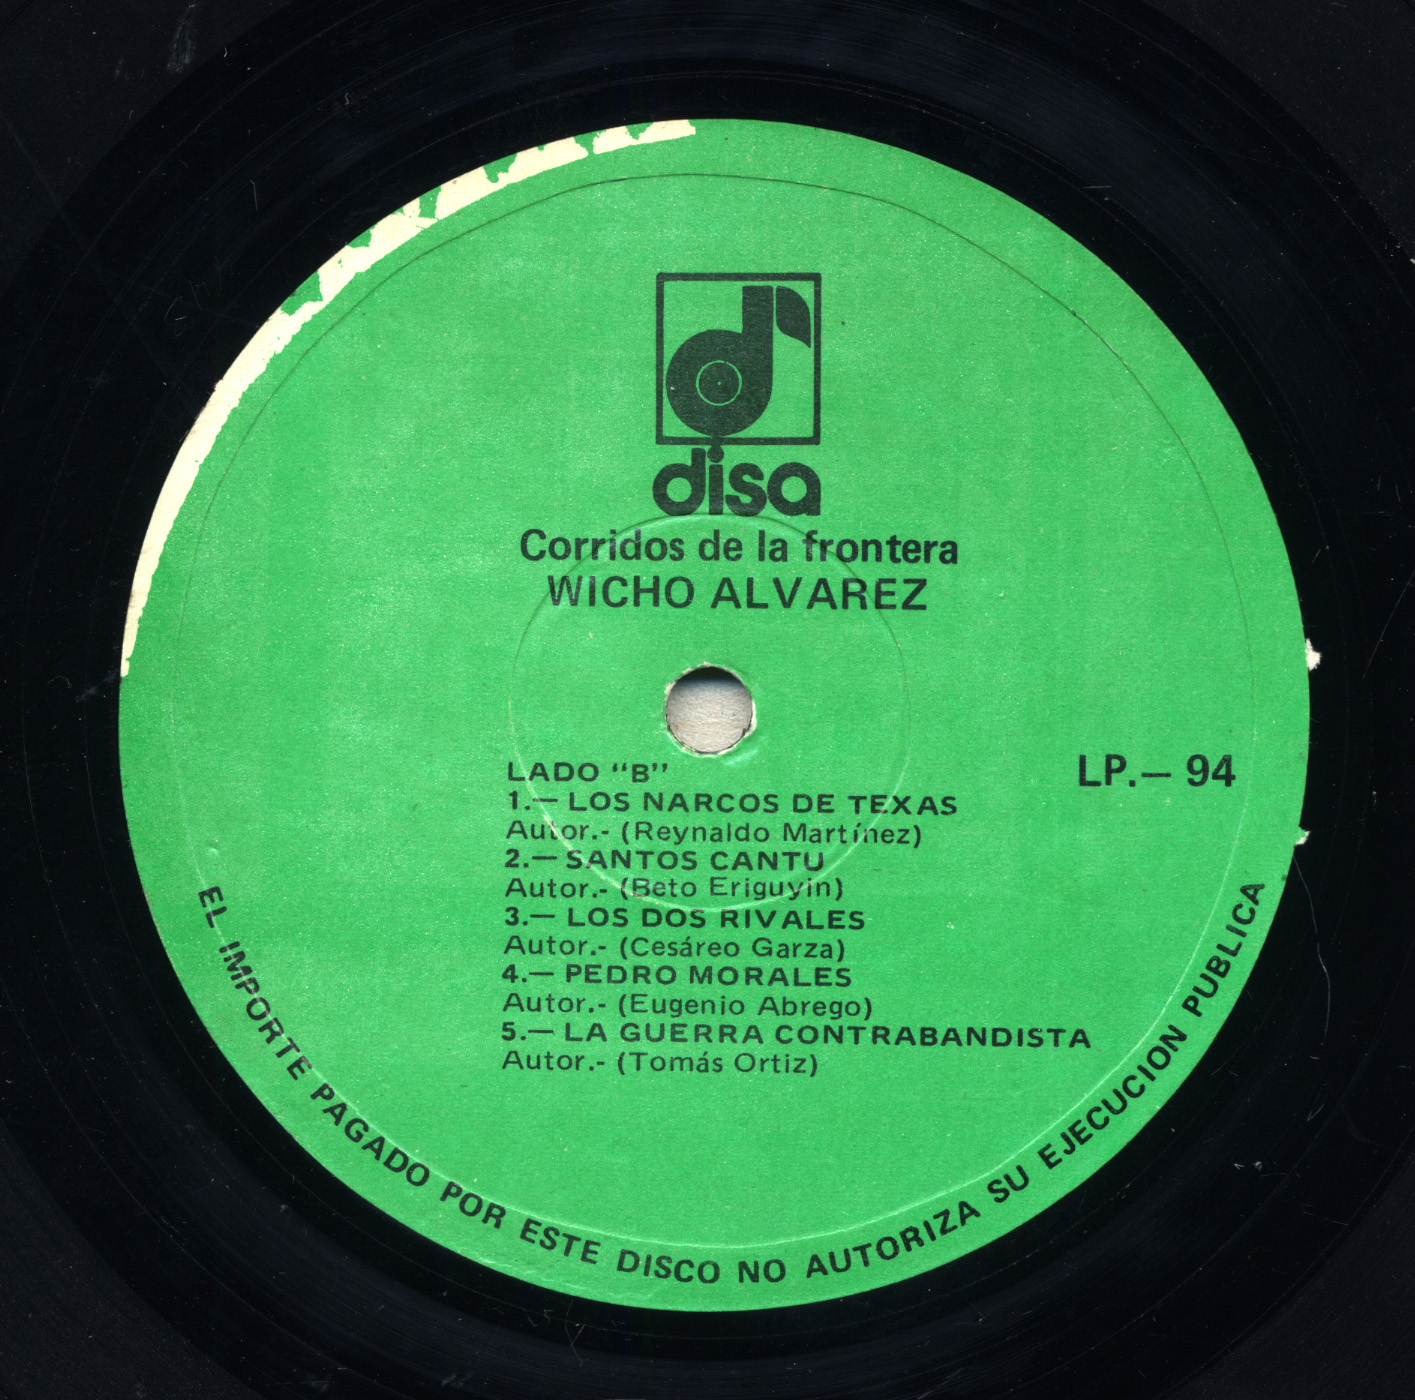 disa
Corridos de la frontera
WICHO ALVAREZ
LADO "B"
LP.— 94
1.— LOS NARCOS DE TEXAS
Autor.- (Reynaldo Martínez)
2.— SANTOS CANTU
Autor.- (Beto Eriguyin)
3.— LOS DOS RIVALES
Autor.- (Cesáreo Garza)
4.— PEDRO MORALES
Autor.- (Eugenio Abrego)
5.— LA GUERRA CONTRABANDISTA
Autor.- (Tomás Ortiz)
EL IMPORTE PAGADO POR ESTE DISCO NO AUTORIZA SU EJECUCION PUBLICA